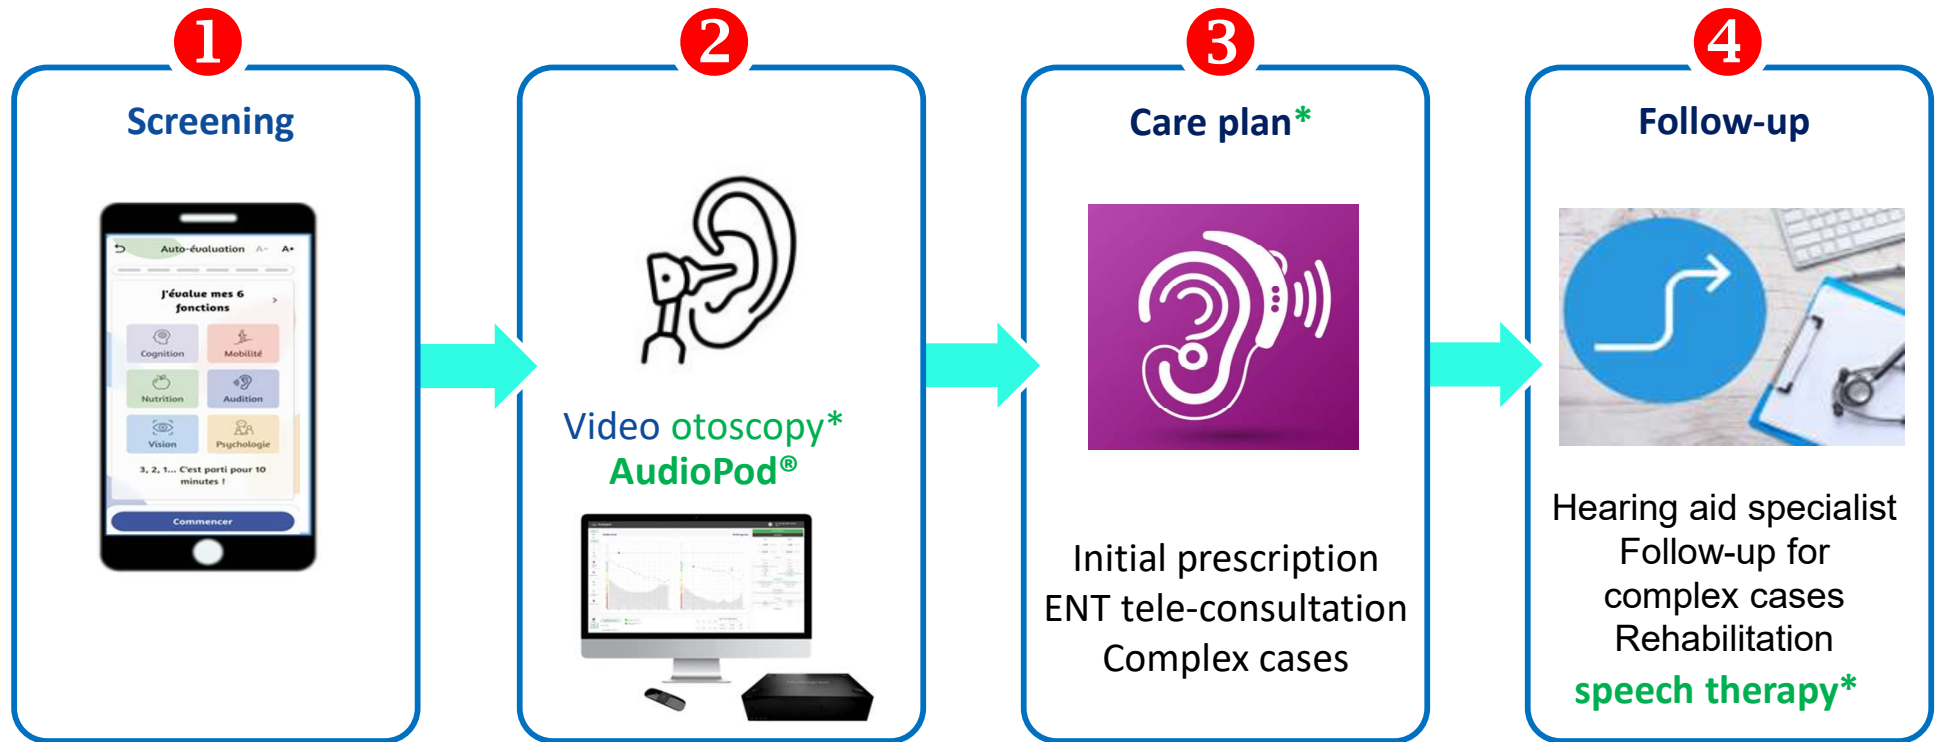 1
Screening
Auto-évaluation A- A+
J'évalue mes 6
fonctions
Cognition
Mobilité
Nutrition
Audition
Vision
Psychologie
3, 2, 1... C'est parti pour 10
minutes !
Commencer
2
Video otoscopy*
AudioPod®
3
Care plan*
Initial prescription
ENT tele-consultation
Complex cases
4
Follow-up
Hearing aid specialist
Follow-up for
complex cases
Rehabilitation
speech therapy*